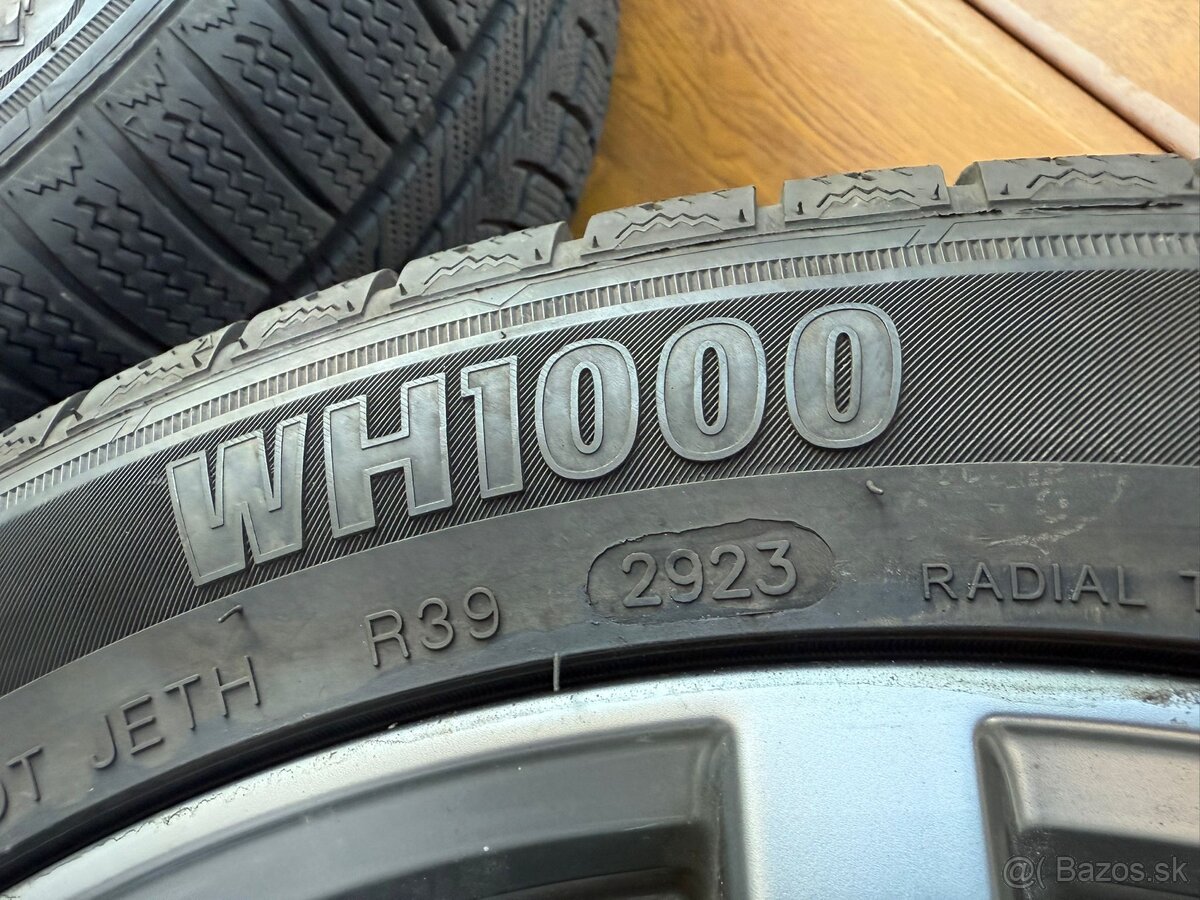 WH1000
DOT JETH R39 2923 RADIAL T
@( Bazos.sk